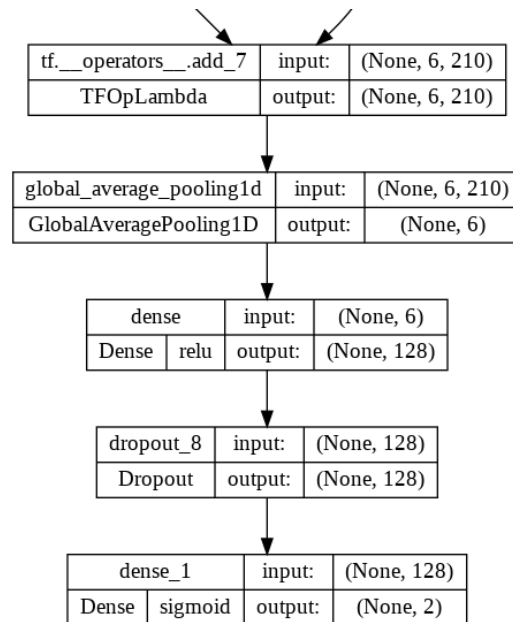 tf.__operators__.add_7 input: (None, 6, 210)
TFOpLambda output: (None, 6, 210)
global_average_pooling1d input: (None, 6, 210)
GlobalAveragePooling1D output: (None, 6)
dense input: (None, 6)
Dense relu output: (None, 128)
dropout_8 input: (None, 128)
Dropout output: (None, 128)
dense_1 input: (None, 128)
Dense sigmoid output: (None, 2)